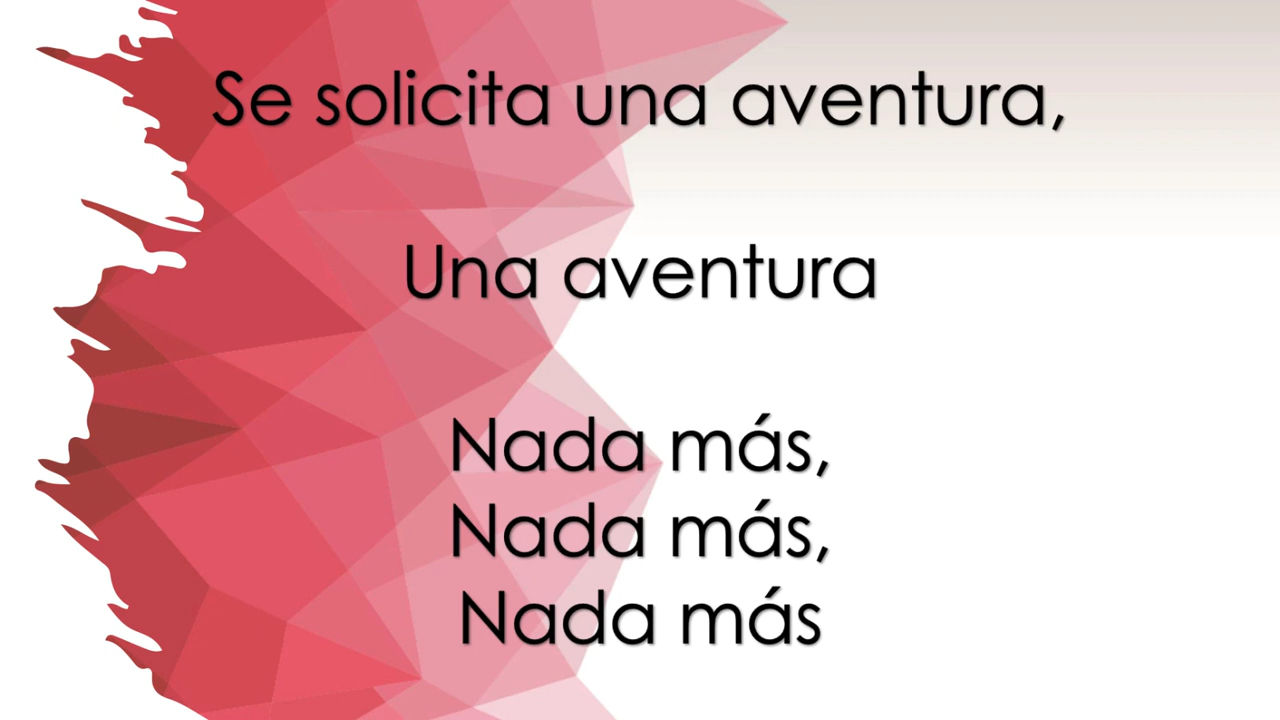 Se solicita una aventura,
Una aventura
Nada más,
Nada más,
Nada más